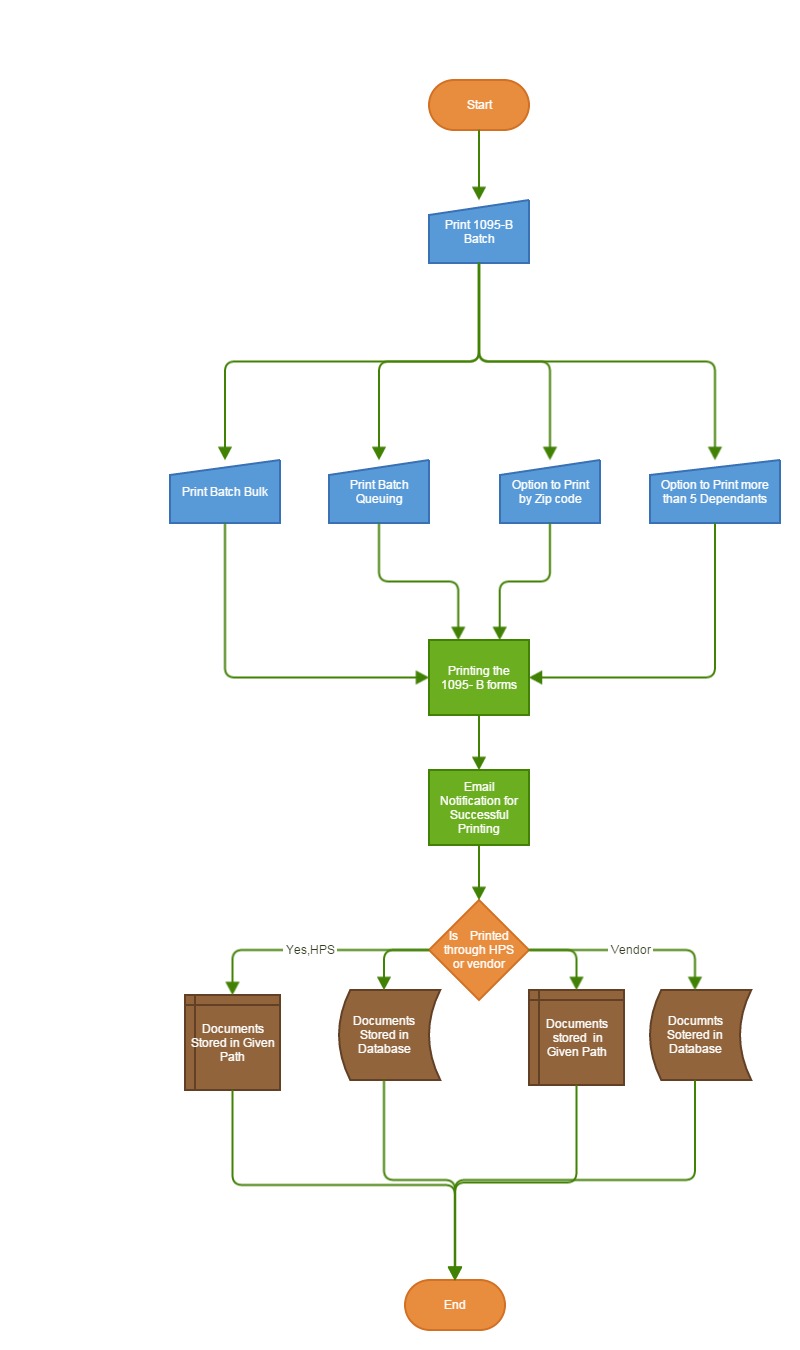 Start
Print 1095-B
Batch
Print Batch Bulk
Print Batch
Queuing
Option to Print
by Zip code
Option to Print more
than 5 Dependants
Printing the
1095- B forms
Email
Notification for
Successful
Printing
Is Printed
through HPS
or vendor
Yes,HPS
Vendor
Documents
Stored in Given
Path
Documents
Stored in
Database
Documents
stored in
Given Path
Documnts
Sotered in
Database
End